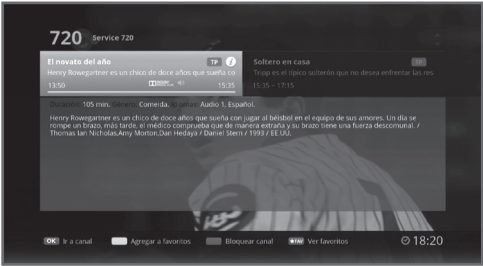 720 Service 720
El novato del año TP i
Henry Rowegartner es un chico de doce años que sueña co
13:50 DOLBY 15:35
Soltero en casa TP
Tripp es el típico solterón que no desea enfrentar las res
15:35 - 17:15
Duración: 105 min. Género: Comeida. Idiomas: Audio 1. Español.
Henry Rowegartner es un chico de doce años que sueña con jugar al béisbol en el equipo de sus amores. Un día se
rompe un brazo, más tarde, el médico comprueba que de manera extraña y su brazo tiene una fuerza descomunal. /
Thomas Ian Nicholas,Amy Morton,Dan Hedaya / Daniel Stern / 1993 / EE.UU.
OK Ir a canal Agregar a favoritos Bloquear canal ★FAV Ver favoritos 18:20